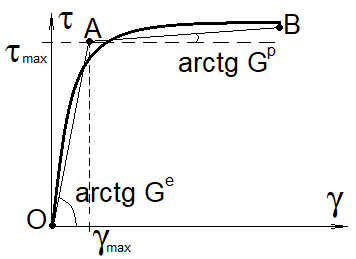 τ
A
B
τmax
arctg G^p
arctg G^e
O
γ
γmax